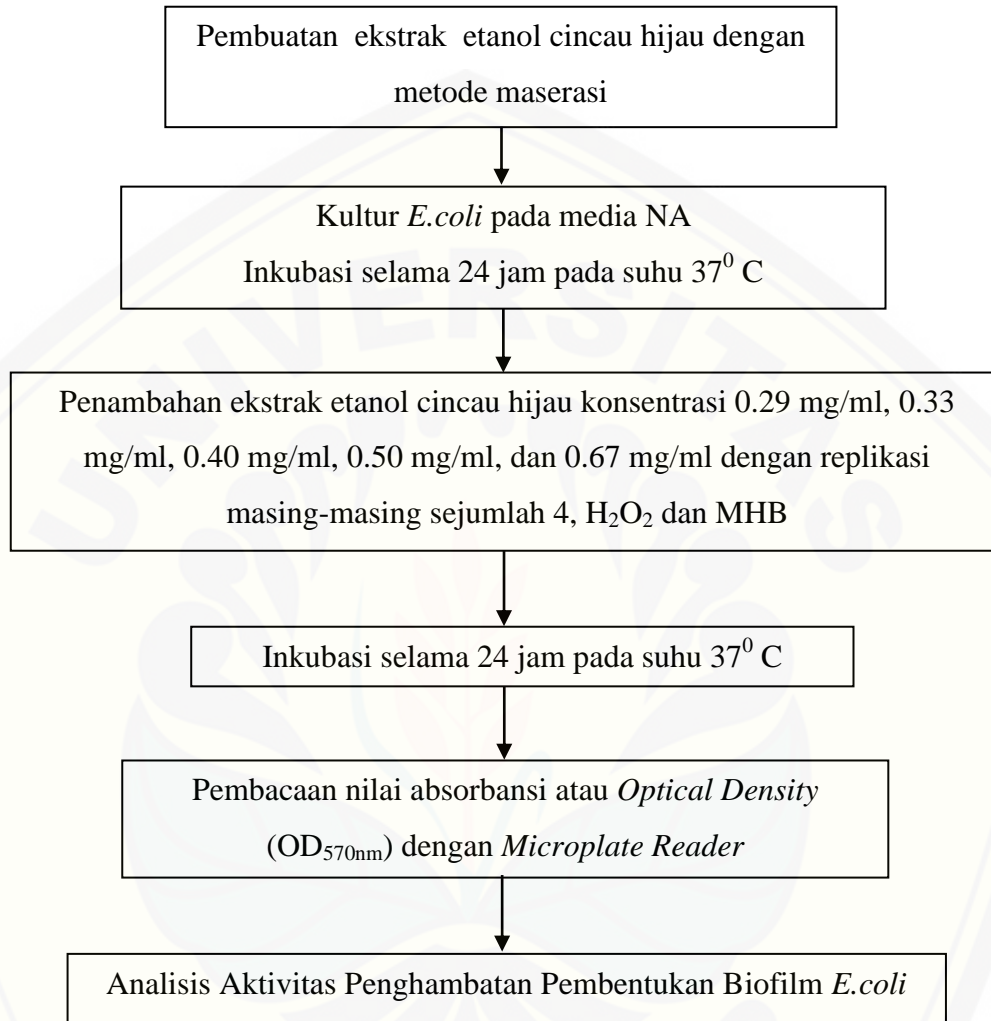 Pembuatan ekstrak etanol cincau hijau dengan
metode maserasi
Kultur E.coli pada media NA
Inkubasi selama 24 jam pada suhu 37⁰ C
Penambahan ekstrak etanol cincau hijau konsentrasi 0.29 mg/ml, 0.33
mg/ml, 0.40 mg/ml, 0.50 mg/ml, dan 0.67 mg/ml dengan replikasi
masing-masing sejumlah 4, H₂O₂ dan MHB
Inkubasi selama 24 jam pada suhu 37⁰ C
Pembacaan nilai absorbansi atau Optical Density
(OD₅₇₀nm) dengan Microplate Reader
Analisis Aktivitas Penghambatan Pembentukan Biofilm E.coli
UNIVERSITAS